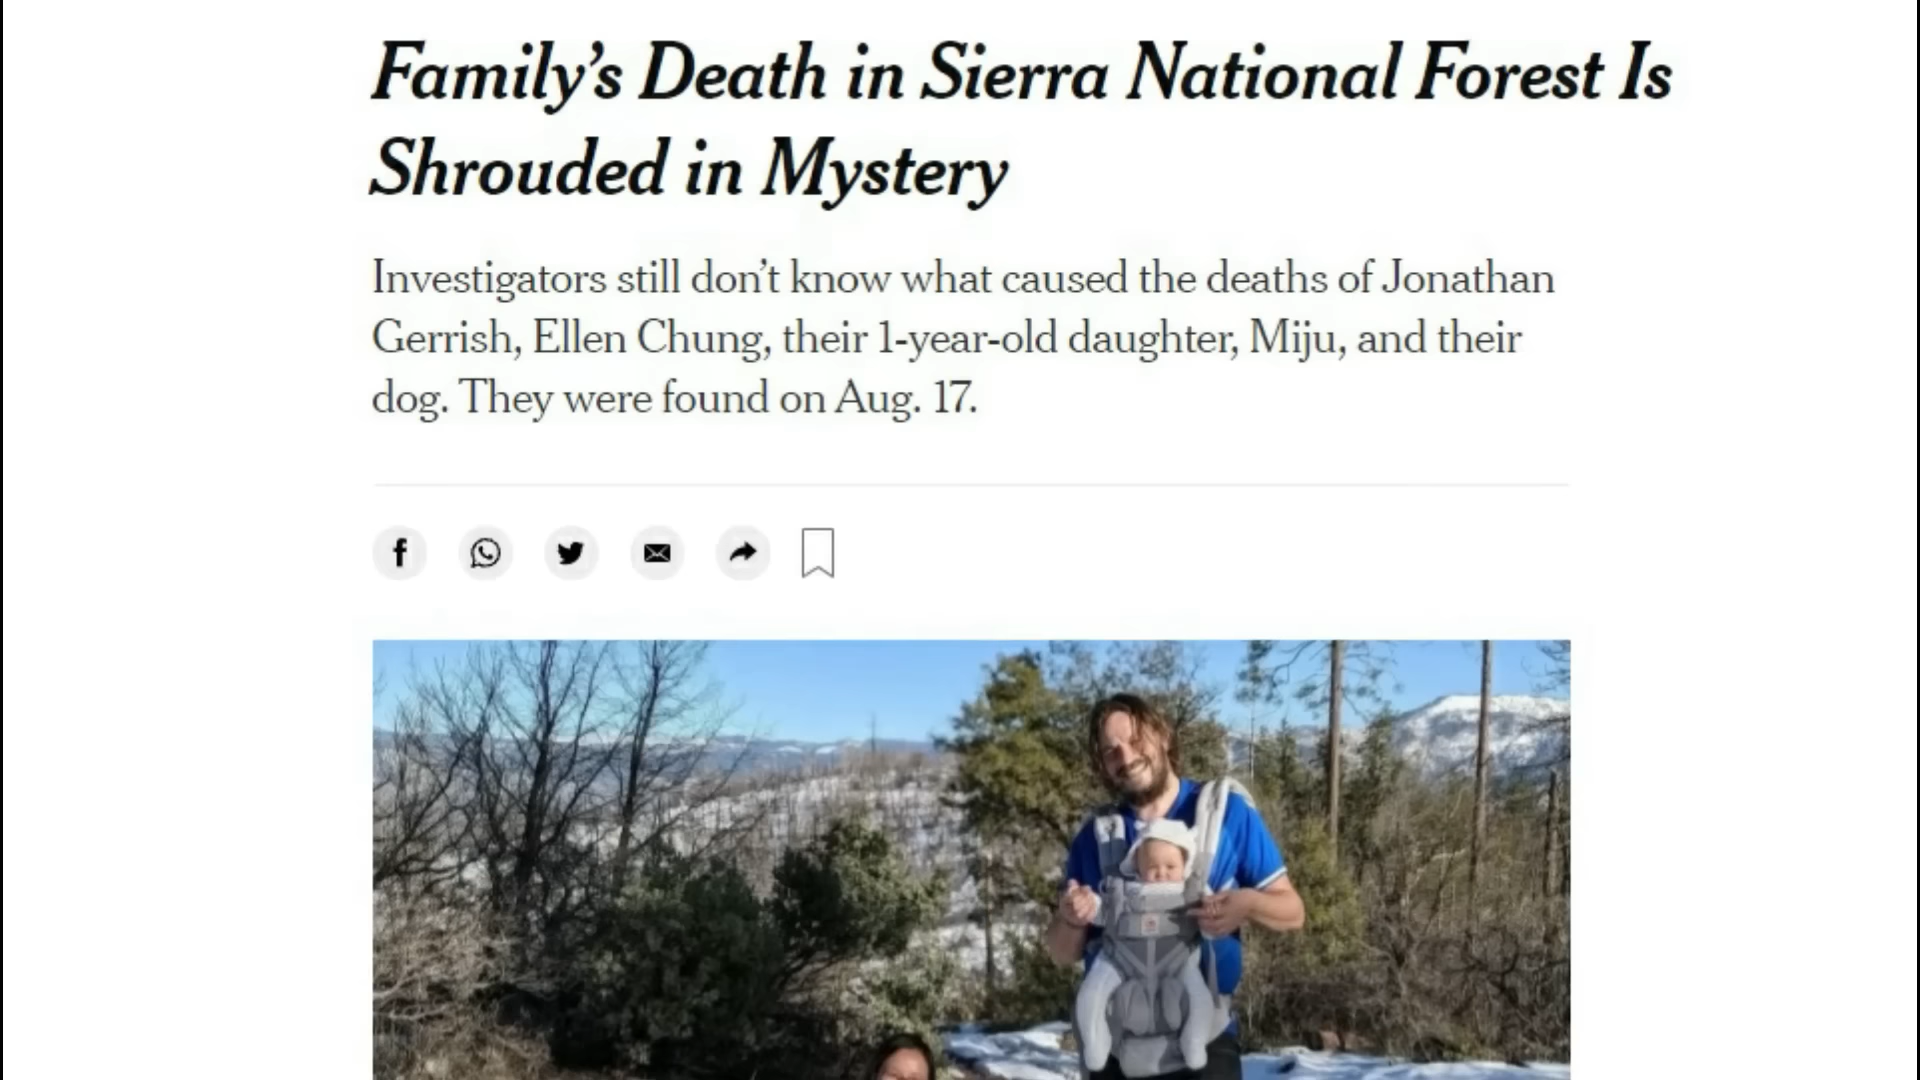 Family’s Death in Sierra National Forest Is
Shrouded in Mystery
Investigators still don’t know what caused the deaths of Jonathan
Gerrish, Ellen Chung, their 1-year-old daughter, Miju, and their
dog. They were found on Aug. 17.